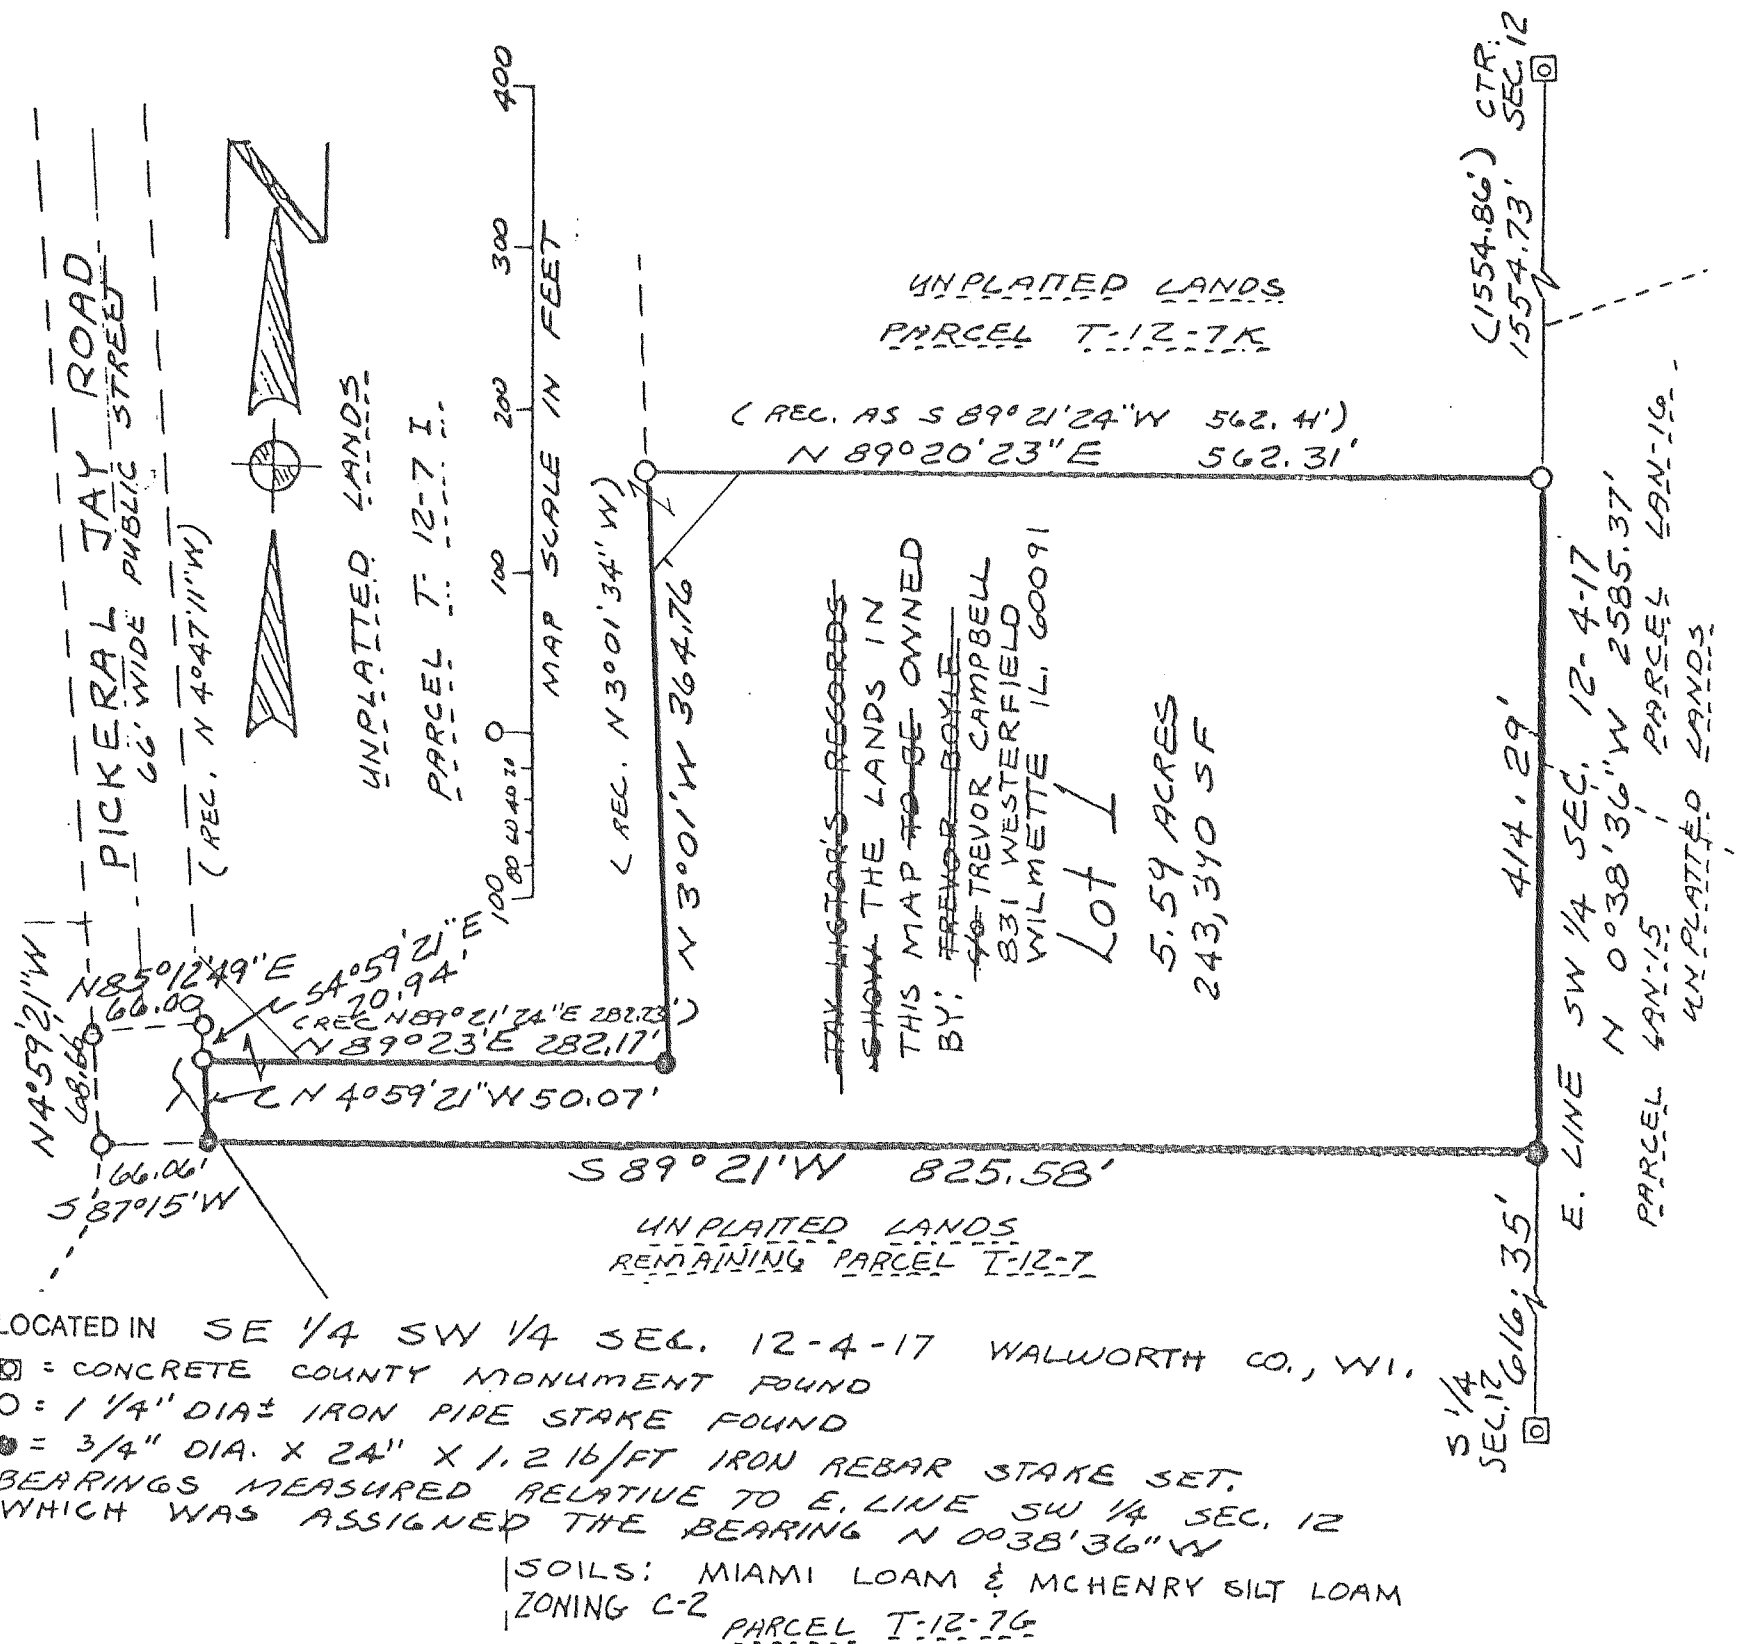 PICKERAL JAY ROAD
66' WIDE PUBLIC STREET
(REC. N 4°47'11"W)
N
UNPLATTED LANDS
PARCEL T-12-7 I
400
300
200
100
0
20
40
60
80
100
MAP SCALE IN FEET
CTR.
SEC. 12
(1554.86')
1554.73'
UNPLATTED LANDS
PARCEL T-12-7K
(REC. AS S 89°21'24"W 562.41')
N 89°20'23"E 562.31'
(REC. N 3°01'34"W)
N 3°01'W 364.76'
TAX LISTOR'S RECORDS
SHOW THE LANDS IN
THIS MAP TO BE OWNED
BY: TREVOR BOYLE
c/o TREVOR CAMPBELL
831 WESTERFIELD
WILMETTE IL. 60091
Lot 1
5.59 ACRES
243,340 SF
414.29'
E. LINE SW 1/4 SEC. 12-4-17
N 0°38'36"W 2585.37'
PARCEL LAN-15 PARCEL LAN-16
UNPLATTED LANDS
N4°59'21"W
68.66
N85°12'49"E
66.00
S4°59'21"E
20.94'
(REC N89°21'24"E 282.23')
N 89°23'E 282.17'
N 4°59'21"W 50.07'
66.06'
S 87°15'W
S 89°21'W 825.58'
UNPLATTED LANDS
REMAINING PARCEL T-12-7
616.35'
S 1/4
SEC. 12
LOCATED IN SE 1/4 SW 1/4 SEC. 12-4-17 WALWORTH CO., WI.
= CONCRETE COUNTY MONUMENT FOUND
= 1 1/4" DIA± IRON PIPE STAKE FOUND
= 3/4" DIA. X 24" X 1.2 lb/FT IRON REBAR STAKE SET.
BEARINGS MEASURED RELATIVE TO E. LINE SW 1/4 SEC. 12
WHICH WAS ASSIGNED THE BEARING N 0°38'36"W
SOILS: MIAMI LOAM & MCHENRY SILT LOAM
ZONING C-2
PARCEL T-12-7G